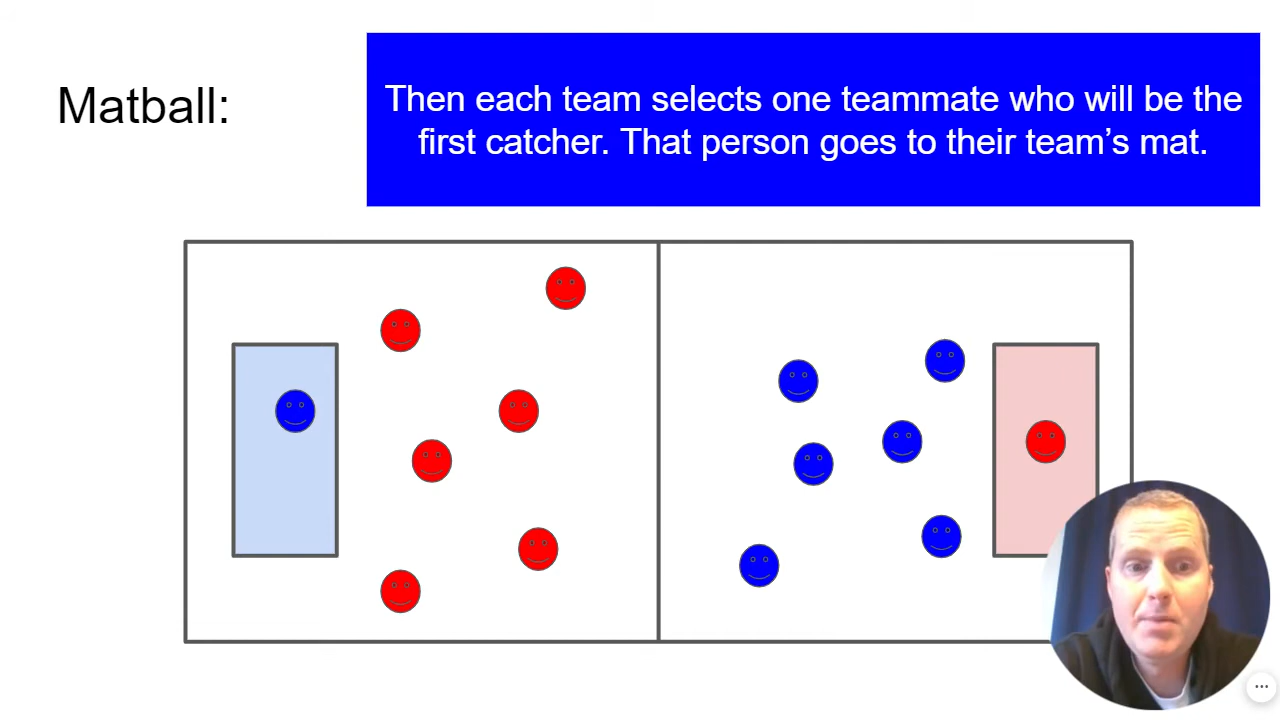 Matball:
Then each team selects one teammate who will be the
first catcher. That person goes to their team’s mat.